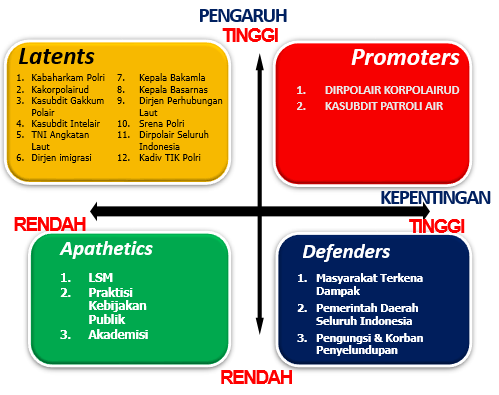 PENGARUH
TINGGI
Latents
1. Kabaharkam Polri
2. Kakorpolairud
3. Kasubdit Gakkum
Polair
4. Kasubdit Intelair
5. TNI Angkatan
Laut
6. Dirjen imigrasi
7. Kepala Bakamla
8. Kepala Basarnas
9. Dirjen Perhubungan
Laut
10. Srena Polri
11. Dirpolair Seluruh
Indonesia
12. Kadiv TIK Polri
Promoters
1. DIRPOLAIR KORPOLAIRUD
2. KASUBDIT PATROLI AIR
KEPENTINGAN
RENDAH
TINGGI
Apathetics
1. LSM
2. Praktisi
Kebijakan
Publik
3. Akademisi
Defenders
1. Masyarakat Terkena
Dampak
2. Pemerintah Daerah
Seluruh Indonesia
3. Pengungsi & Korban
Penyelundupan
RENDAH